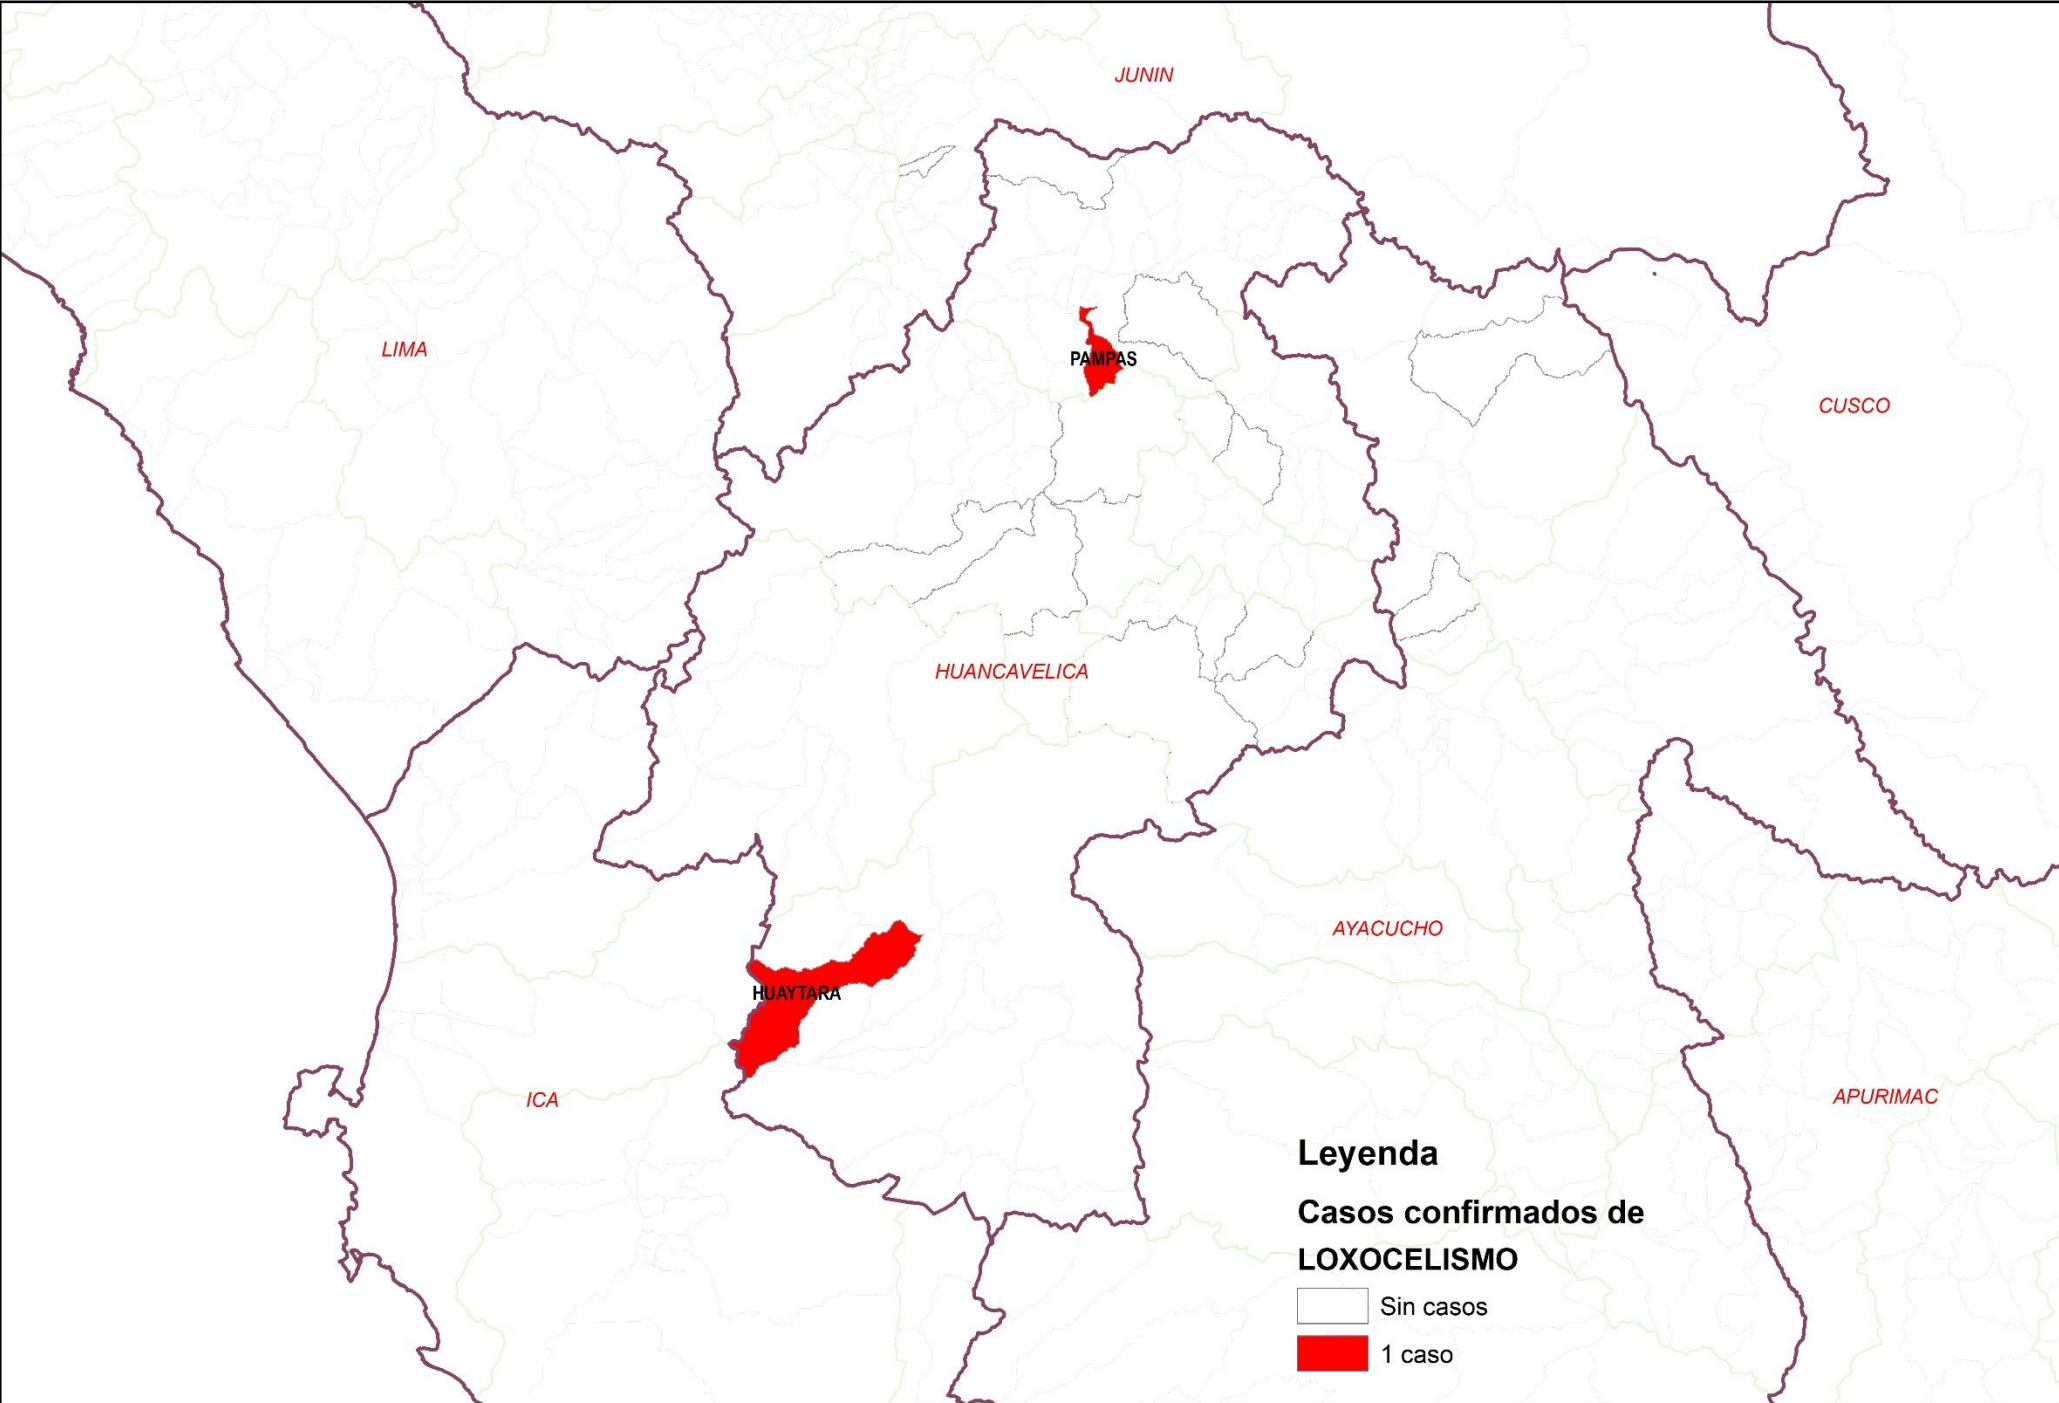 JUNIN
LIMA
PAMPAS
CUSCO
HUANCAVELICA
AYACUCHO
HUAYTARA
ICA
APURIMAC
Leyenda
Casos confirmados de
LOXOCELISMO
Sin casos
1 caso